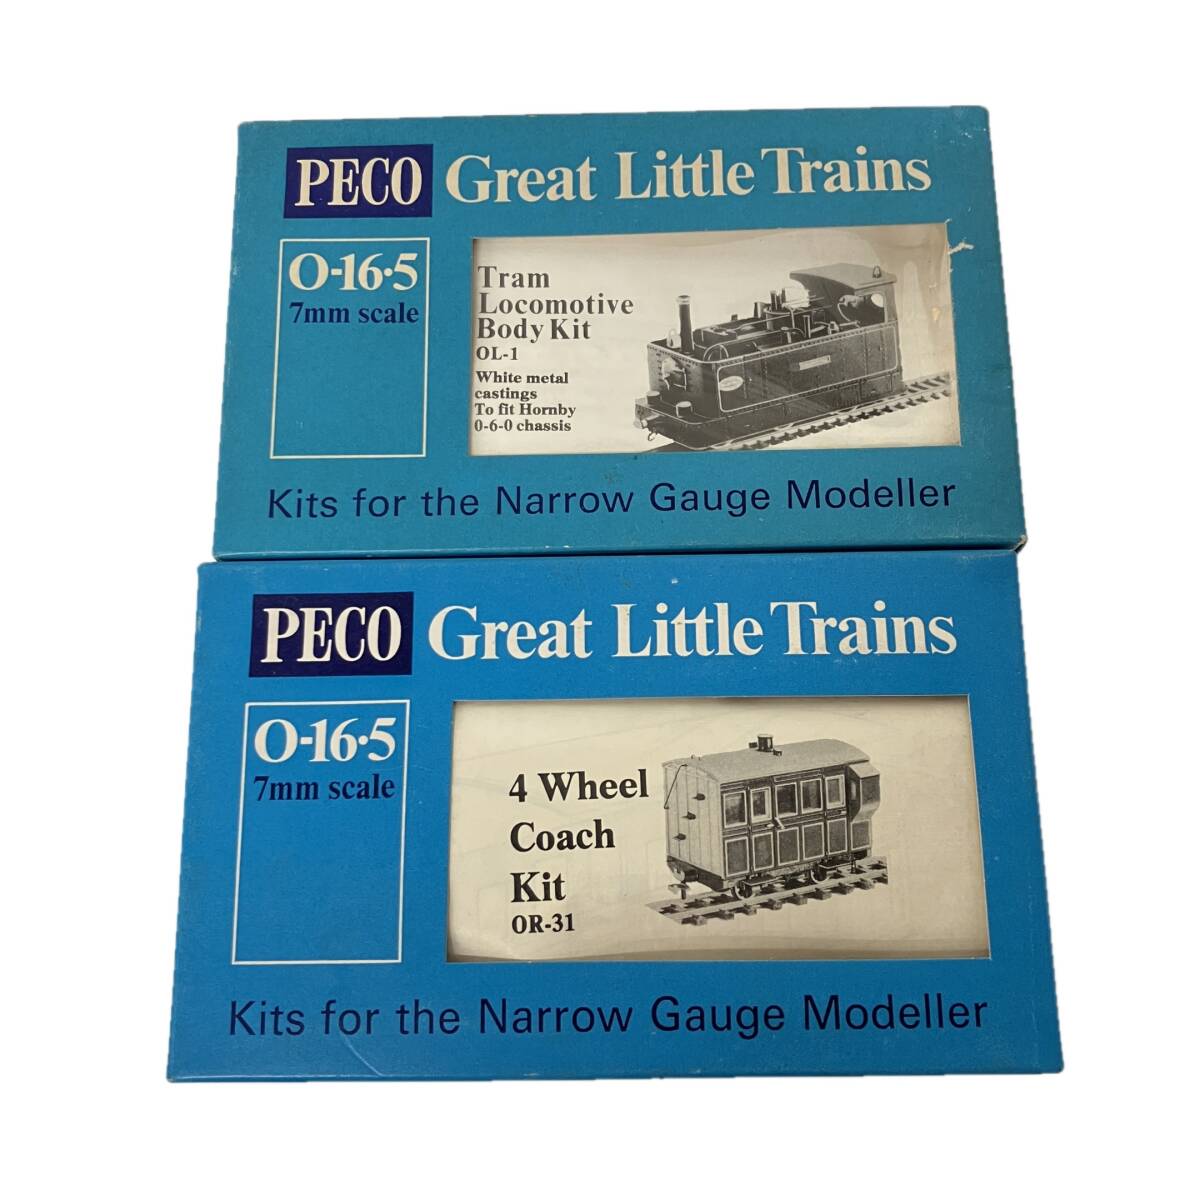 PECO Great Little Trains
O-16·5
7mm scale
Tram
Locomotive
Body Kit
OL-1
White metal
castings
To fit Hornby
0-6-0 chassis
Kits for the Narrow Gauge Modeller
PECO Great Little Trains
O-16·5
7mm scale
4 Wheel
Coach
Kit
OR-31
Kits for the Narrow Gauge Modeller